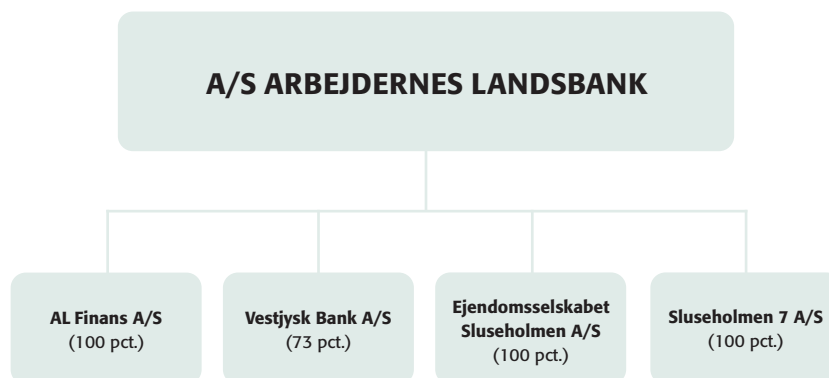 A/S ARBEJDERNES LANDSBANK
AL Finans A/S
(100 pct.)
Vestjysk Bank A/S
(73 pct.)
Ejendomsselskabet
Sluseholmen A/S
(100 pct.)
Sluseholmen 7 A/S
(100 pct.)